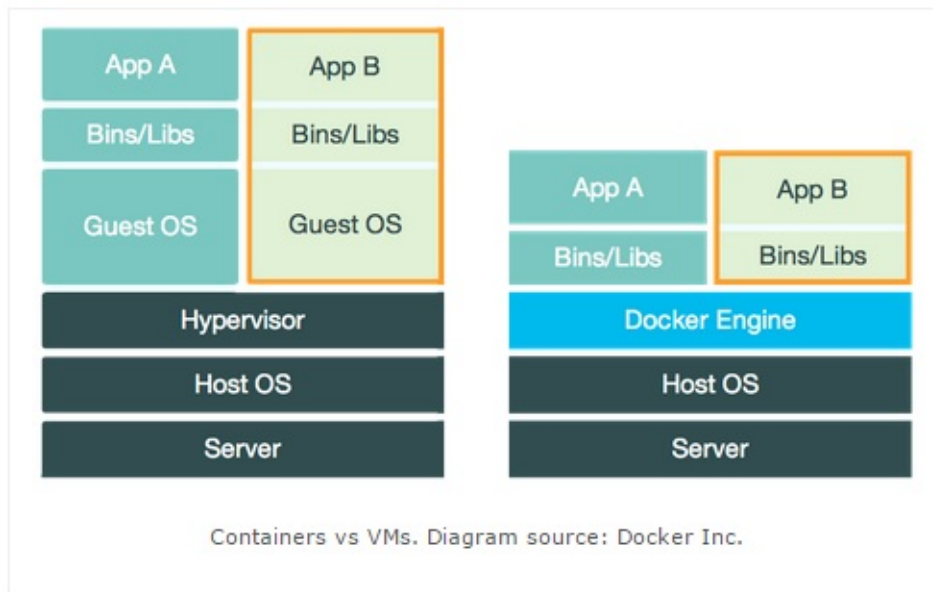 App A
App B
Bins/Libs
Bins/Libs
Guest OS
Guest OS
Hypervisor
Host OS
Server
App A
App B
Bins/Libs
Bins/Libs
Docker Engine
Host OS
Server
Containers vs VMs. Diagram source: Docker Inc.